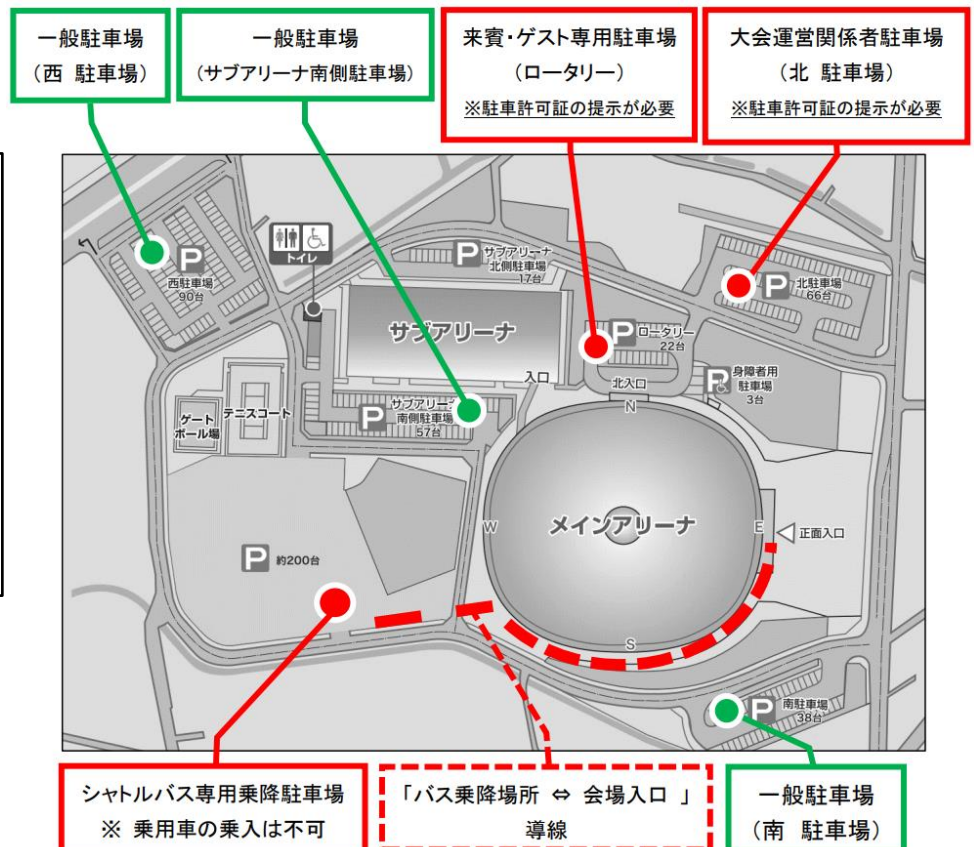 一般駐車場
（西 駐車場）
一般駐車場
（サブアリーナ南側駐車場）
来賓・ゲスト専用駐車場
（ロータリー）
※駐車許可証の提示が必要
大会運営関係者駐車場
（北 駐車場）
※駐車許可証の提示が必要
P
西駐車場
90台
トイレ
P
サブアリーナ
北側駐車場
17台
サブアリーナ
入口
P
ロータリー
22台
北入口
P
北駐車場
66台
P
身障者用
駐車場
3台
ゲート
ボール場
テニスコート
P
サブアリーナ
南側駐車場
57台
N
W
メインアリーナ
E
正面入口
S
P
約200台
P
南駐車場
38台
シャトルバス専用乗降駐車場
※ 乗用車の乗入は不可
「バス乗降場所 ⇔ 会場入口 」
導線
一般駐車場
（南 駐車場）